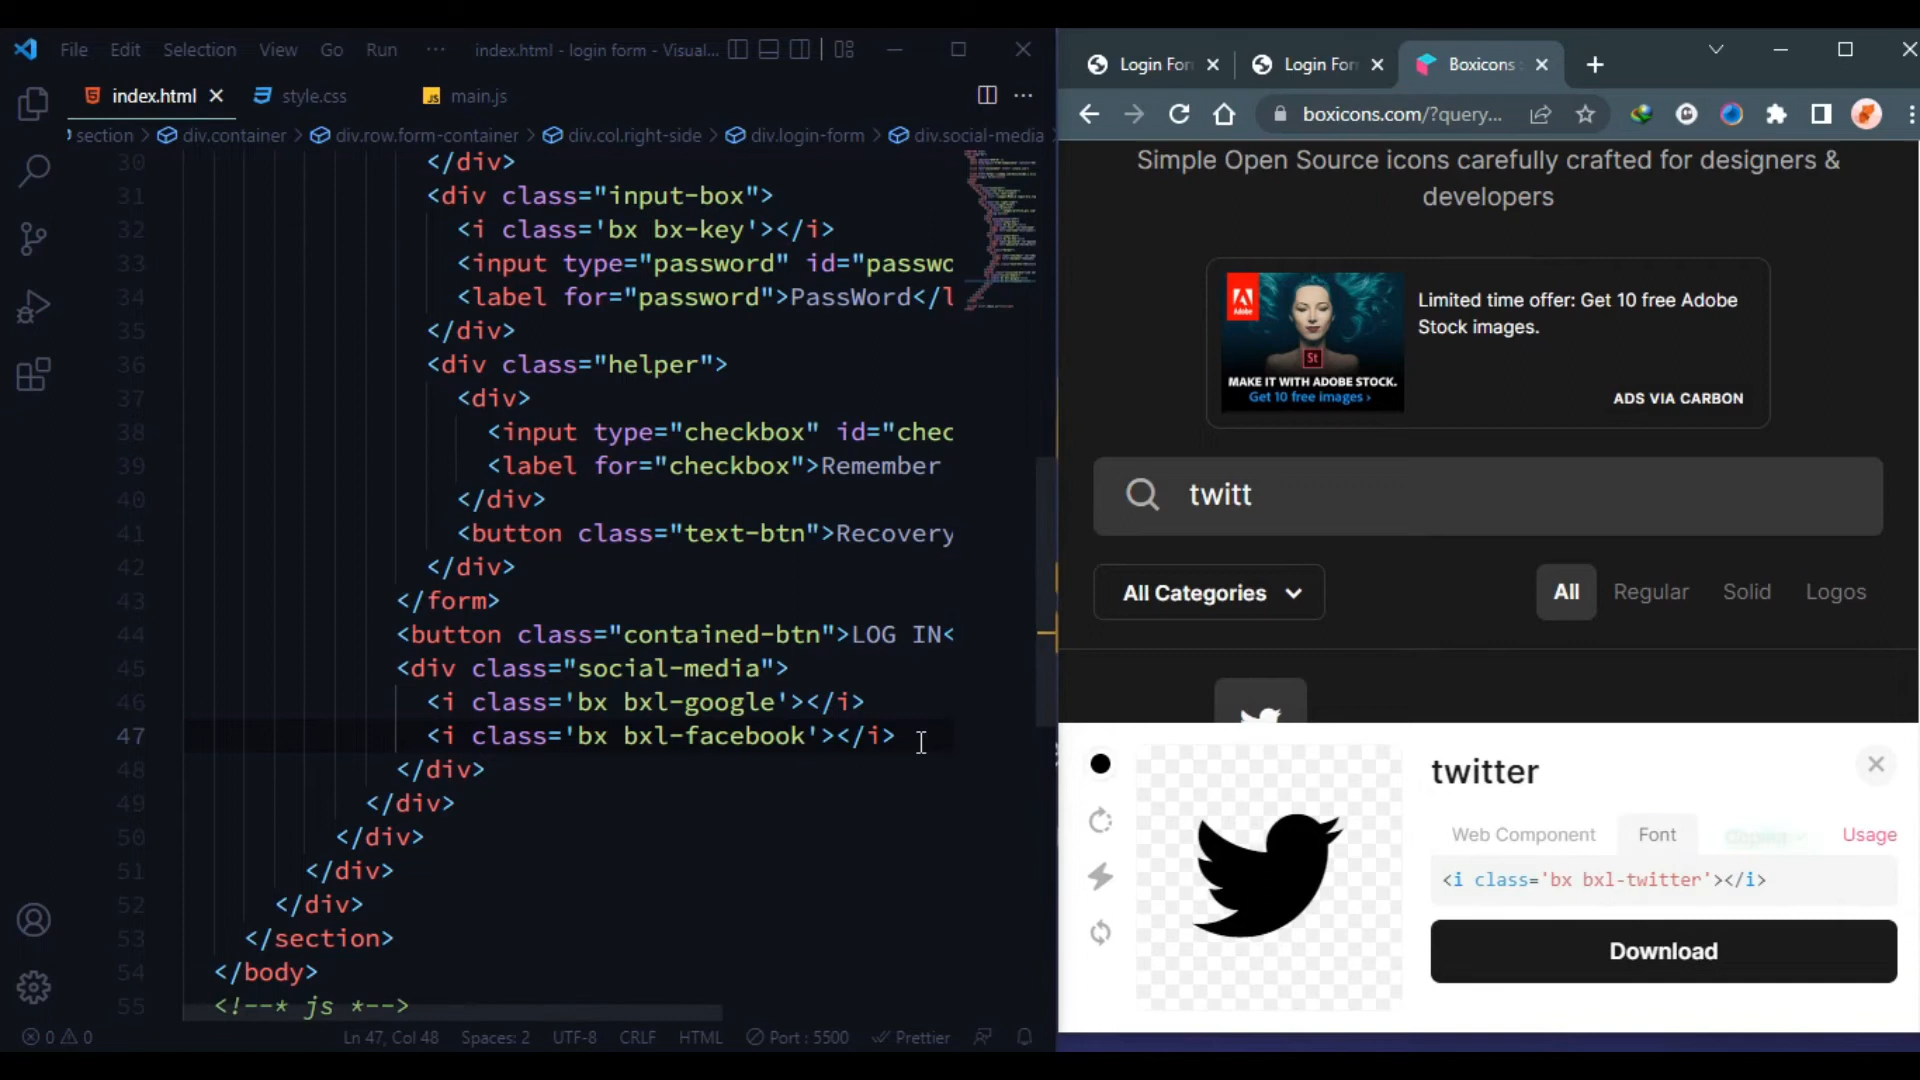 File Edit Selection View Go Run ··· index.html - login form - Visual...
index.html style.css JS main.js
section > div.container > div.row.form-container > div.col.right-side > div.login-form > div.social-media
30 </div>
31 <div class="input-box">
32 <i class='bx bx-key'></i>
33 <input type="password" id="passwo
34 <label for="password">PassWord</l
35 </div>
36 <div class="helper">
37 <div>
38 <input type="checkbox" id="chec
39 <label for="checkbox">Remember
40 </div>
41 <button class="text-btn">Recovery
42 </div>
43 </form>
44 <button class="contained-btn">LOG IN<
45 <div class="social-media">
46 <i class='bx bxl-google'></i>
47 <i class='bx bxl-facebook'></i>
48 </div>
49 </div>
50 </div>
51 </div>
52 </div>
53 </section>
54 </body>
55 <!--* js *-->
0 0 Ln 47, Col 48 Spaces: 2 UTF-8 CRLF HTML Port : 5500 Prettier
Login For Login For Boxicons :
boxicons.com/?query...
Simple Open Source icons carefully crafted for designers &
developers
Adobe
St
MAKE IT WITH ADOBE STOCK.
Get 10 free images ›
Limited time offer: Get 10 free Adobe
Stock images.
ADS VIA CARBON
twitt
All Categories All Regular Solid Logos
twitter
Web Component Font Usage
<i class='bx bxl-twitter'></i>
Download